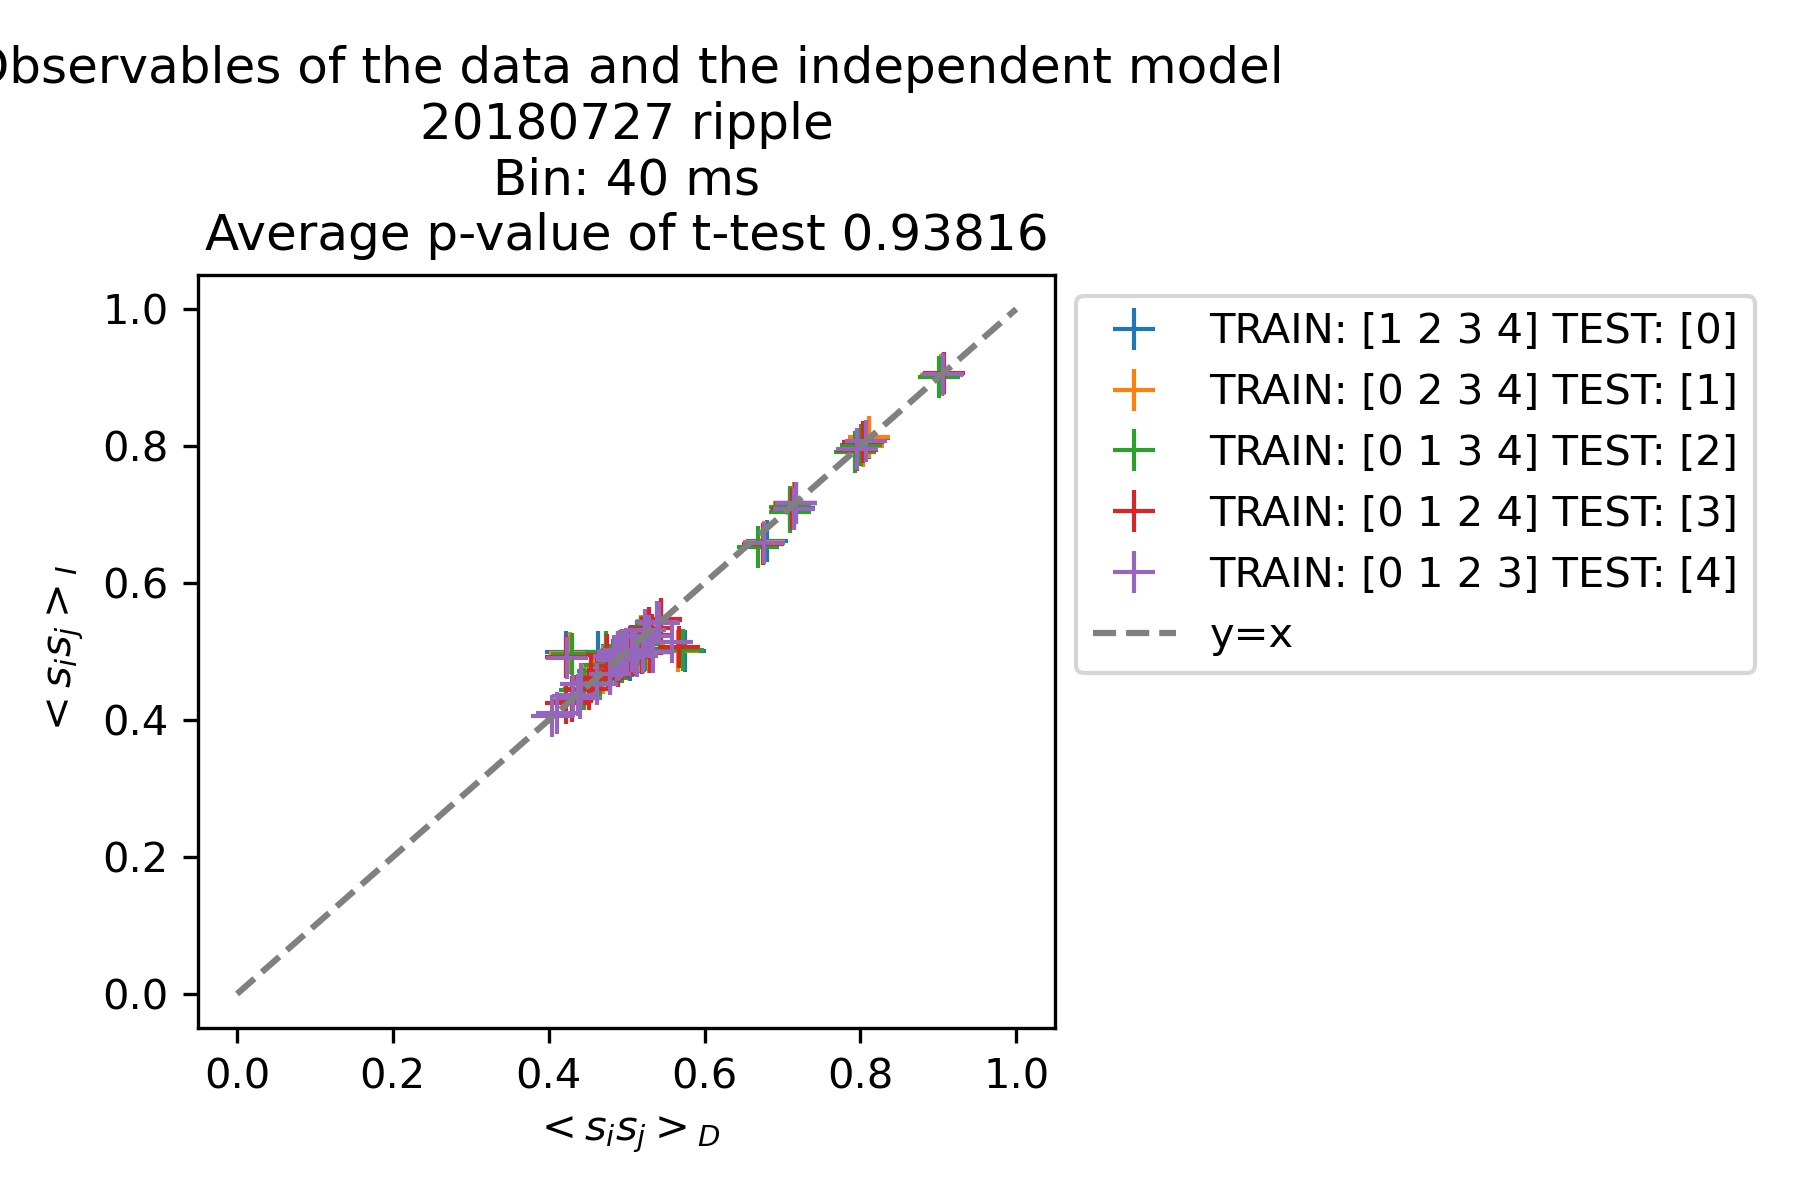 Observables of the data and the independent model
20180727 ripple
Bin: 40 ms
Average p-value of t-test 0.93816
1.0
0.8
0.6
0.4
0.2
0.0
< s_i s_j >_I
0.0 0.2 0.4 0.6 0.8 1.0
< s_i s_j >_D
TRAIN: [1 2 3 4] TEST: [0]
TRAIN: [0 2 3 4] TEST: [1]
TRAIN: [0 1 3 4] TEST: [2]
TRAIN: [0 1 2 4] TEST: [3]
TRAIN: [0 1 2 3] TEST: [4]
y=x